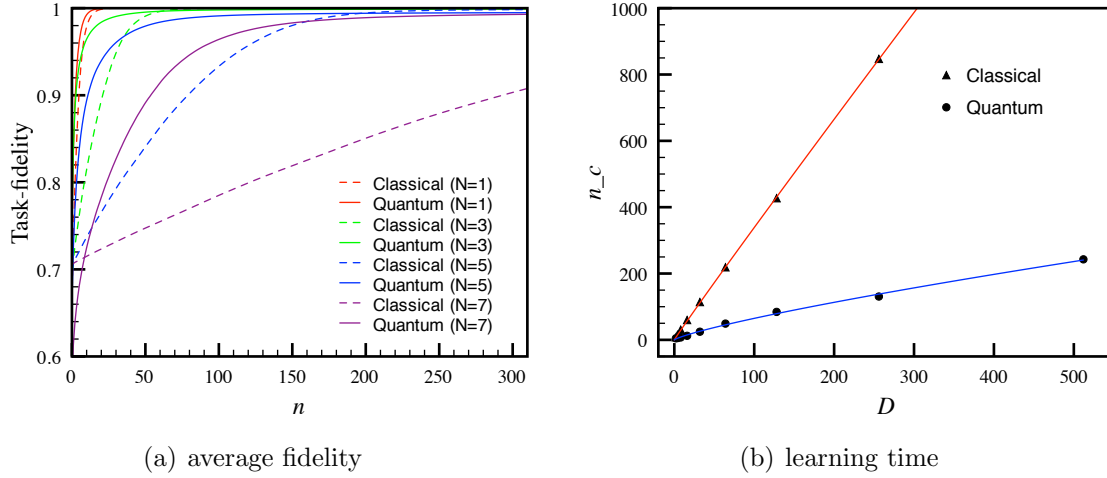 1
0.9
0.8
0.7
0.6
Task-fidelity
0 50 100 150 200 250 300
n
Classical (N=1)
Quantum (N=1)
Classical (N=3)
Quantum (N=3)
Classical (N=5)
Quantum (N=5)
Classical (N=7)
Quantum (N=7)
(a) average fidelity
1000
800
600
400
200
0
n_c
0 100 200 300 400 500
D
Classical
Quantum
(b) learning time